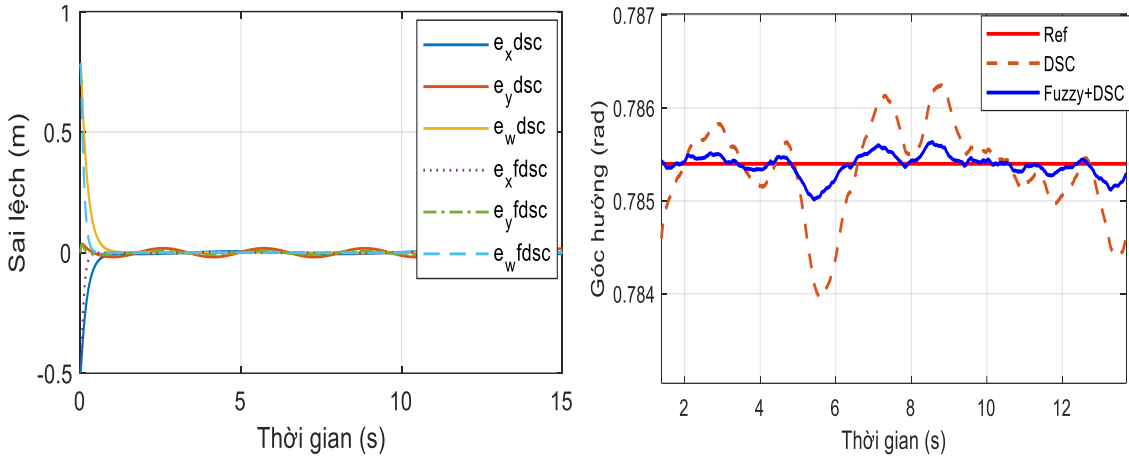 1
0.5
0
-0.5
Sai lệch (m)
0
5
10
15
Thời gian (s)
e_x dsc
e_y dsc
e_w dsc
e_x fdsc
e_y fdsc
e_w fdsc
0.787
0.786
0.785
0.784
Góc hướng (rad)
2
4
6
8
10
12
Thời gian (s)
Ref
DSC
Fuzzy+DSC